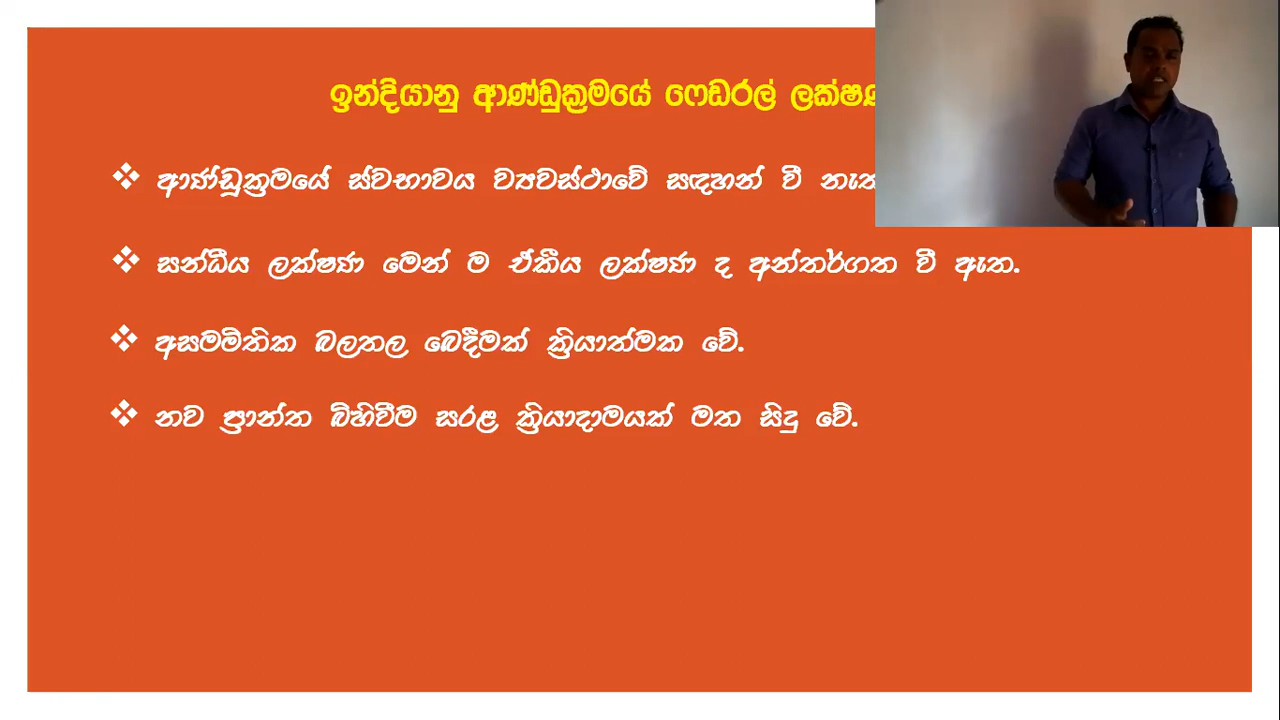 ඉන්දියානු ආණ්ඩුක්‍රමයේ ෆෙඩරල්
❖ ආණ්ඩුක්‍රමයේ ස්වභාවය ව්‍යවස්ථාවේ සඳහන් වී
❖ සන්ධීය ලක්ෂණ මෙන් ම ඒකීය ලක්ෂණ ද අන්තර්ගත වී ඇත.
❖ අසමමිතික බලතල බෙදීමක් ක්‍රියාත්මක වේ.
❖ නව ප්‍රාන්ත බිහිවීම සරළ ක්‍රියාදාමයක් මත සිදු වේ.